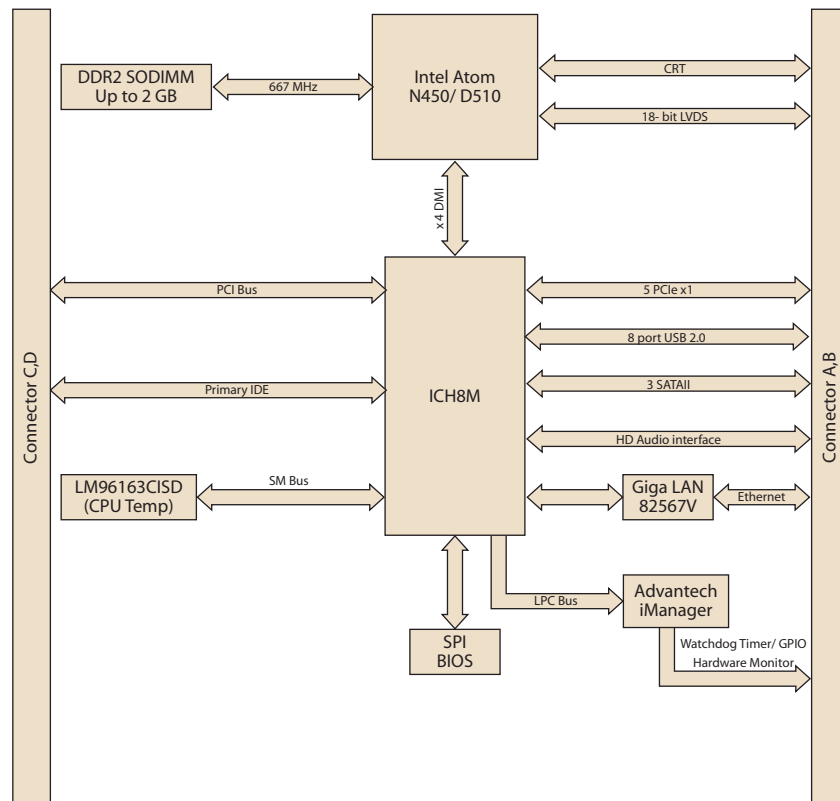 DDR2 SODIMM
Up to 2 GB
667 MHz
Intel Atom
N450/ D510
CRT
18- bit LVDS
x4 DMI
Connector C,D
Connector A,B
PCI Bus
5 PCIe x1
8 port USB 2.0
Primary IDE
ICH8M
3 SATAII
HD Audio interface
LM96163CISD
(CPU Temp)
SM Bus
Giga LAN
82567V
Ethernet
LPC Bus
Advantech
iManager
SPI
BIOS
Watchdog Timer/ GPIO
Hardware Monitor